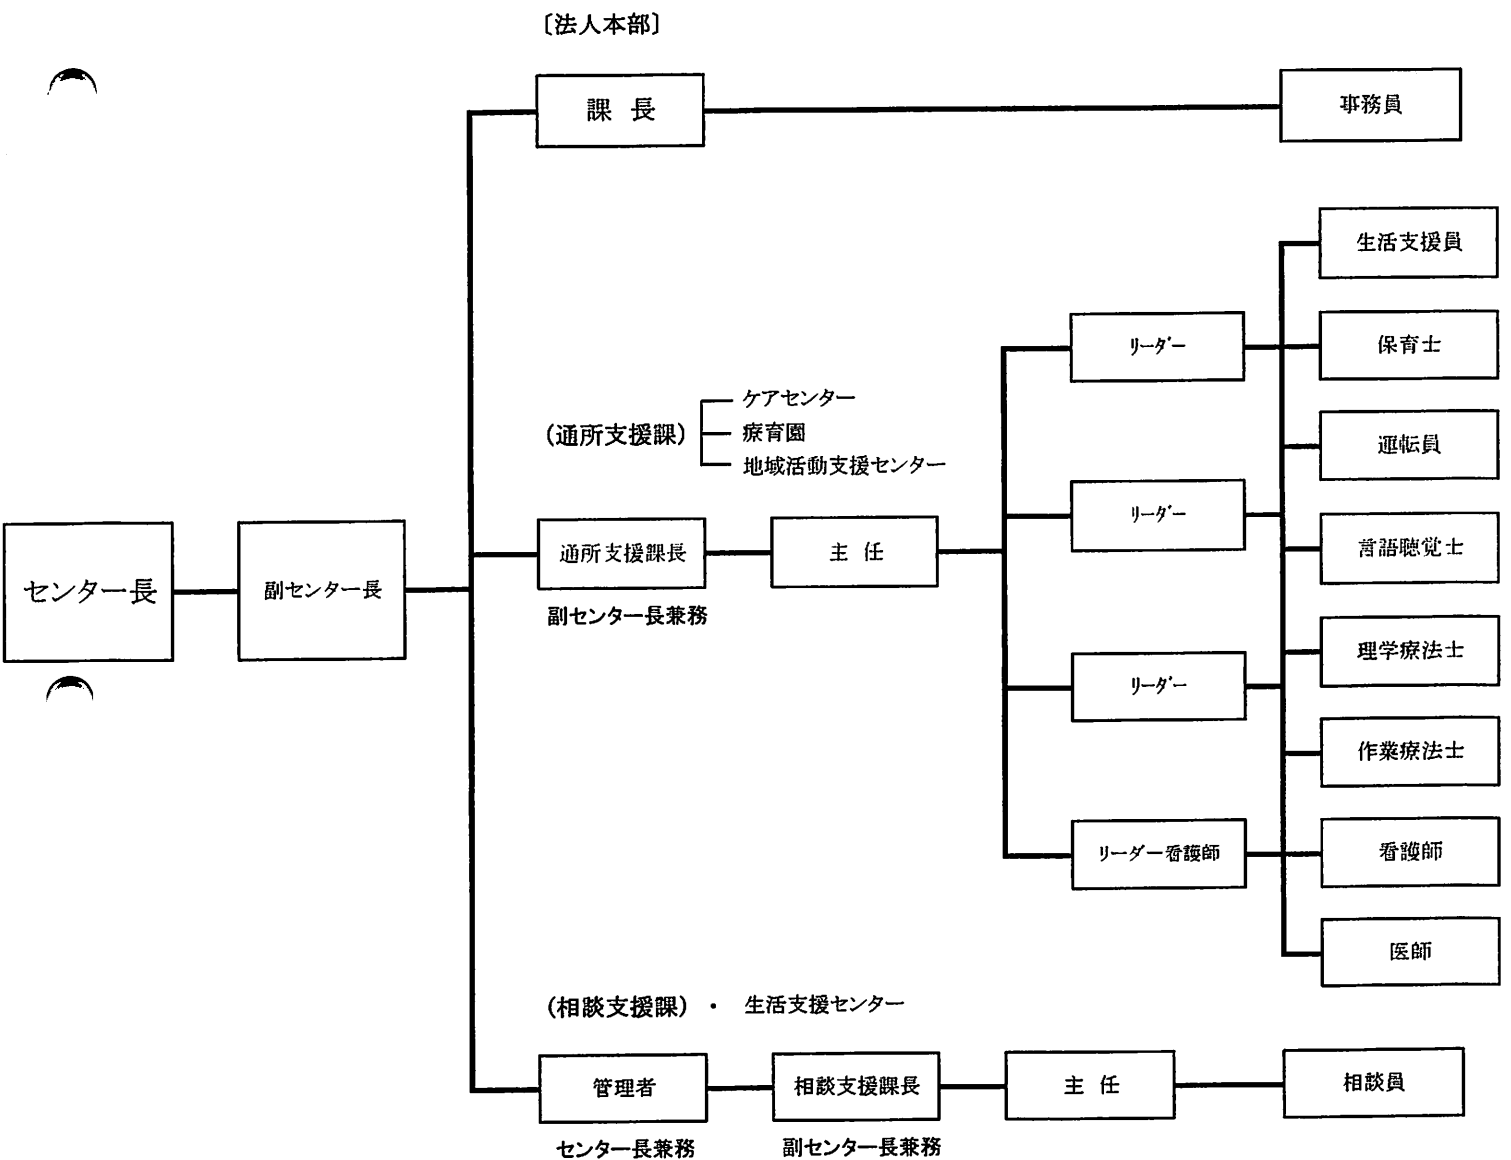 〔法人本部〕
課 長
事務員
生活支援員
保育士
運転員
言語聴覚士
理学療法士
作業療法士
看護師
医師
リーダー
リーダー
リーダー
リーダー看護師
(通所支援課)
ケアセンター
療育園
地域活動支援センター
センター長
副センター長
通所支援課長
主 任
副センター長兼務
(相談支援課) ・ 生活支援センター
管理者
相談支援課長
主 任
相談員
センター長兼務
副センター長兼務